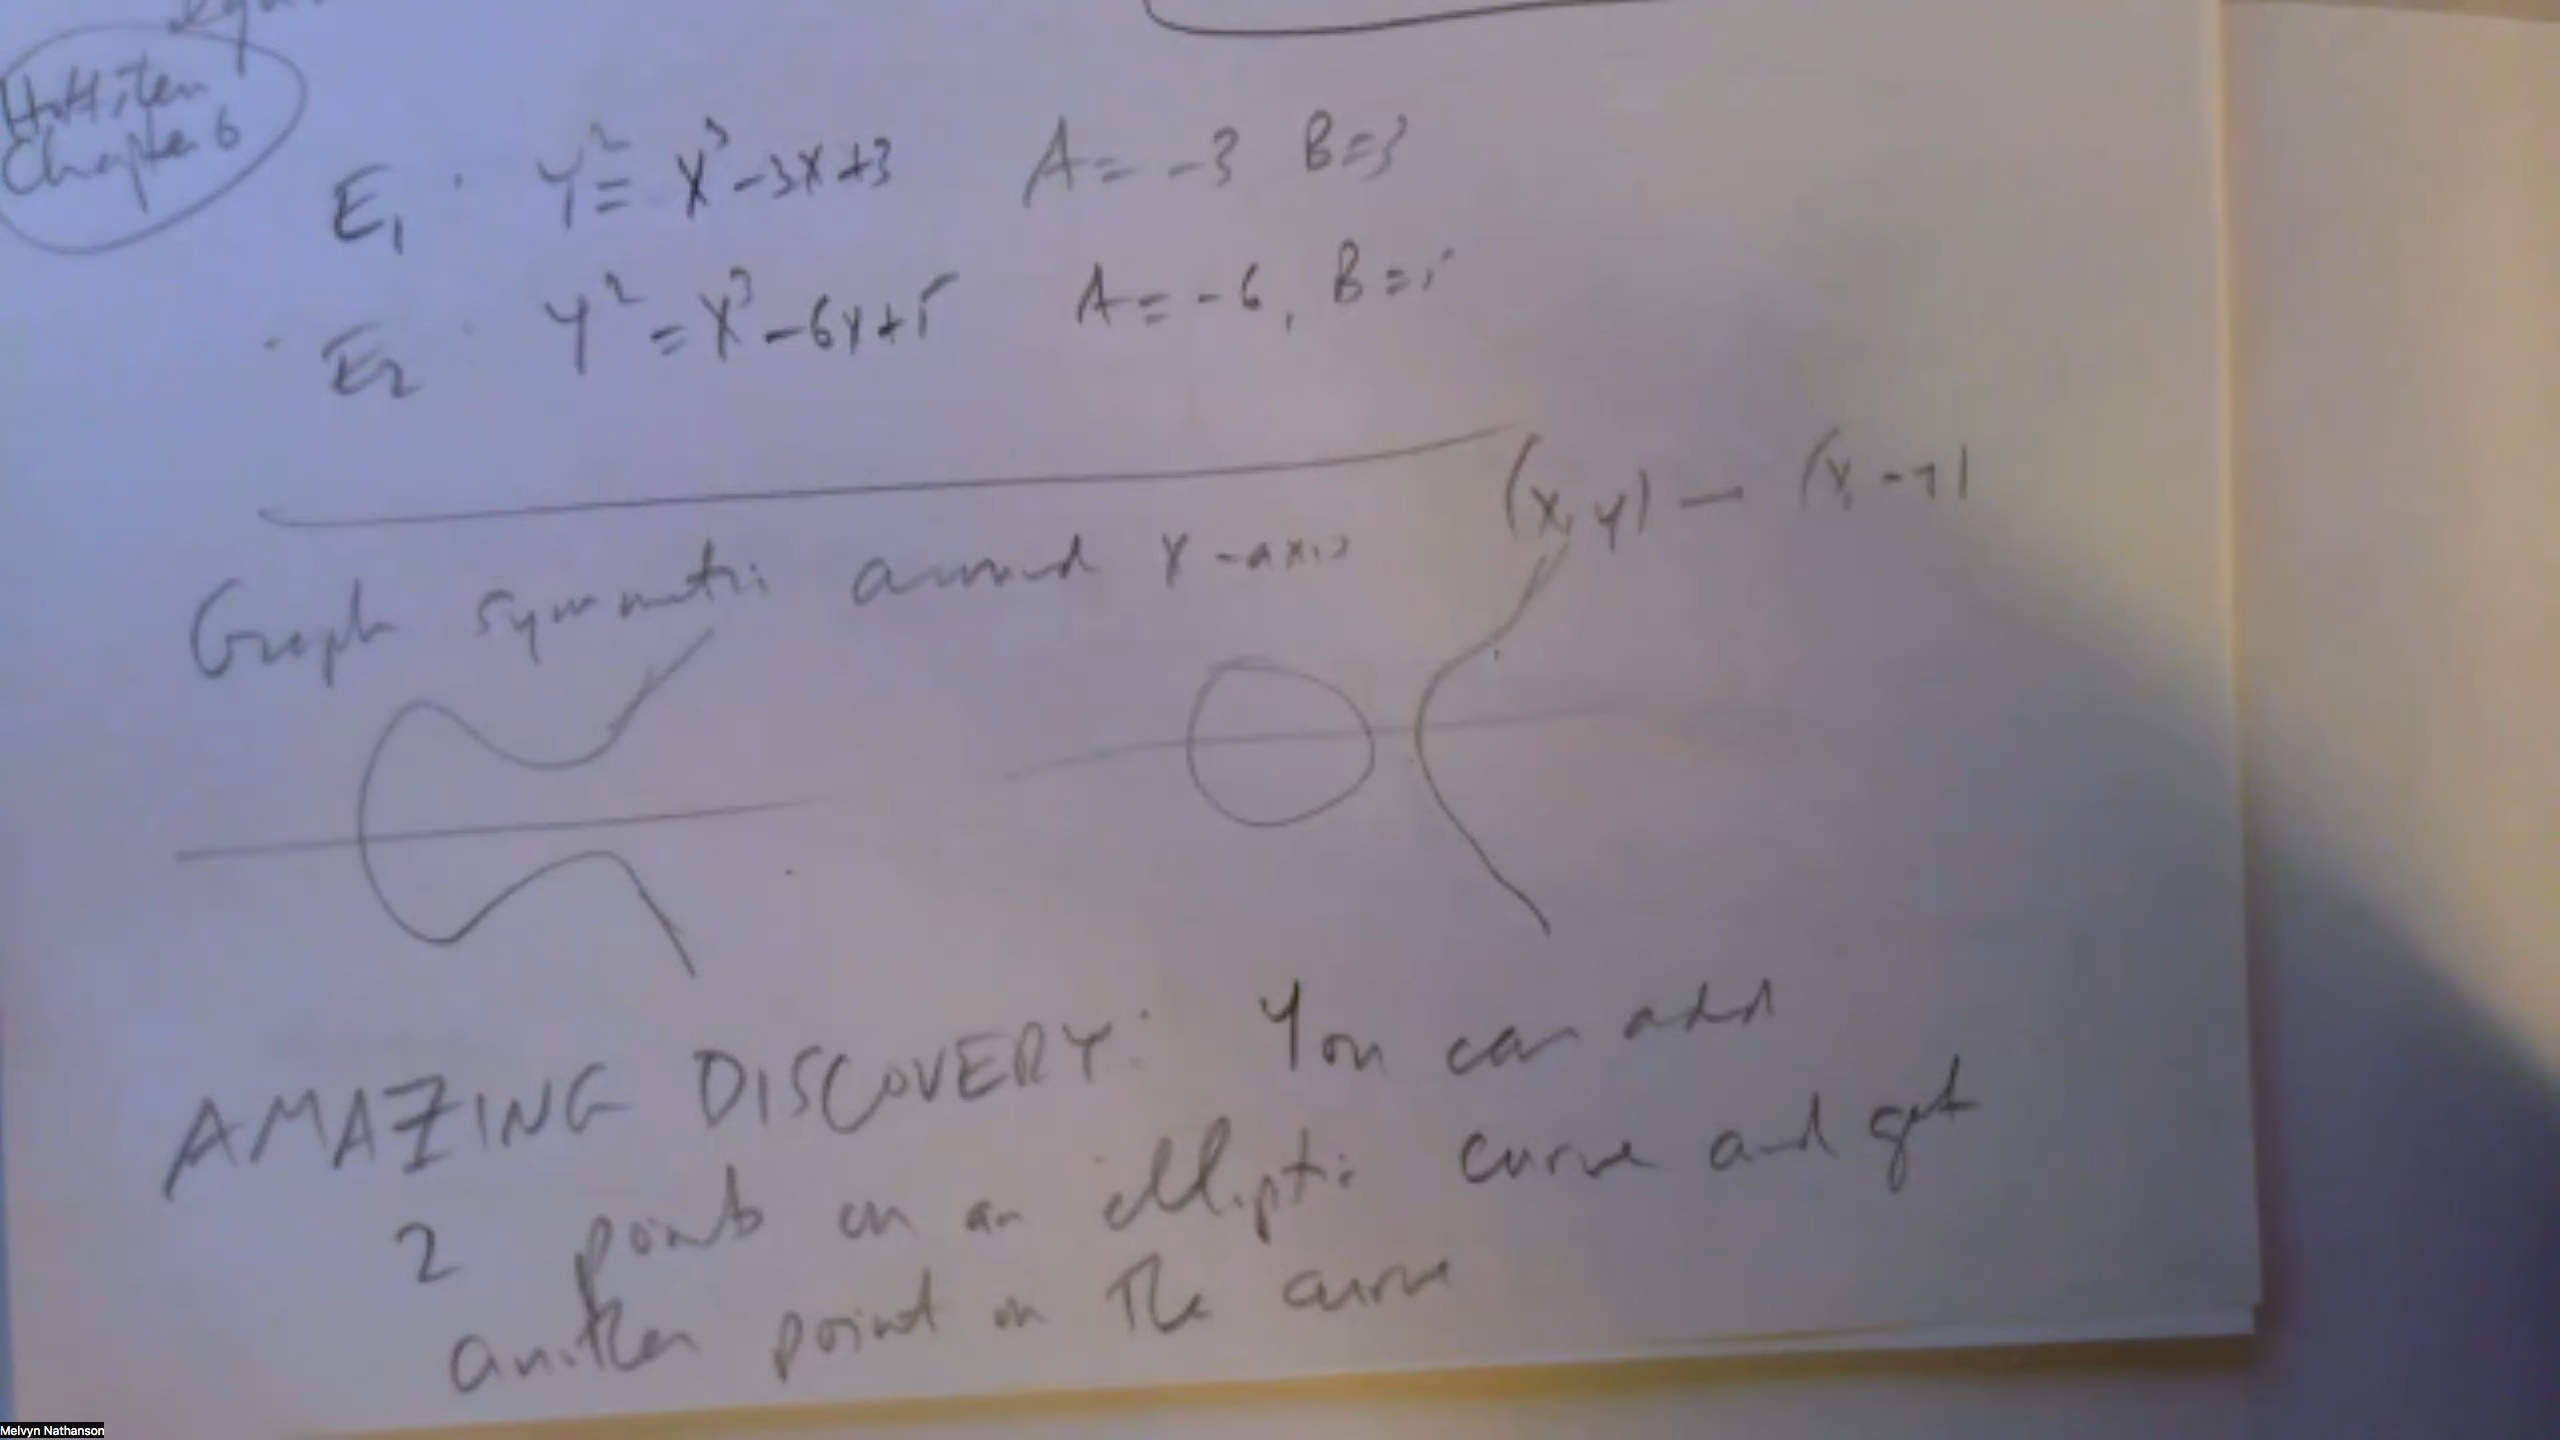 Chapter 6
E₁ : Y² = X³ - 3X + 3 A = -3 B = 3
E₂ : Y² = X³ - 6X + 5 A = -6, B = 5
(X, Y) — (X, -Y)
Graph symmetric around X-axis
AMAZING DISCOVERY: You can add
2 points on an elliptic curve and get
another point on the curve
Melvyn Nathanson